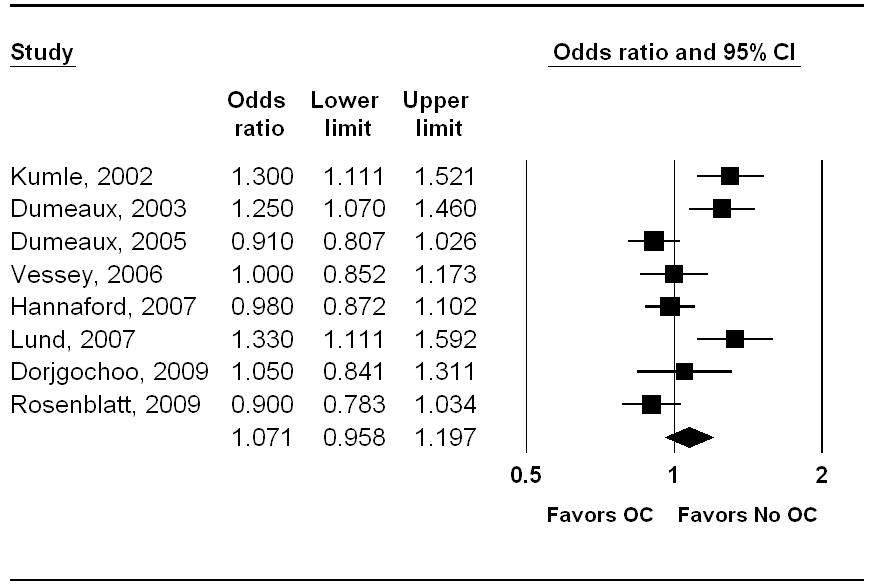 Study Odds ratio and 95% CI
Odds Lower Upper
ratio limit limit
Kumle, 2002 1.300 1.111 1.521
Dumeaux, 2003 1.250 1.070 1.460
Dumeaux, 2005 0.910 0.807 1.026
Vessey, 2006 1.000 0.852 1.173
Hannaford, 2007 0.980 0.872 1.102
Lund, 2007 1.330 1.111 1.592
Dorjgochoo, 2009 1.050 0.841 1.311
Rosenblatt, 2009 0.900 0.783 1.034
1.071 0.958 1.197
0.5 1 2
Favors OC Favors No OC